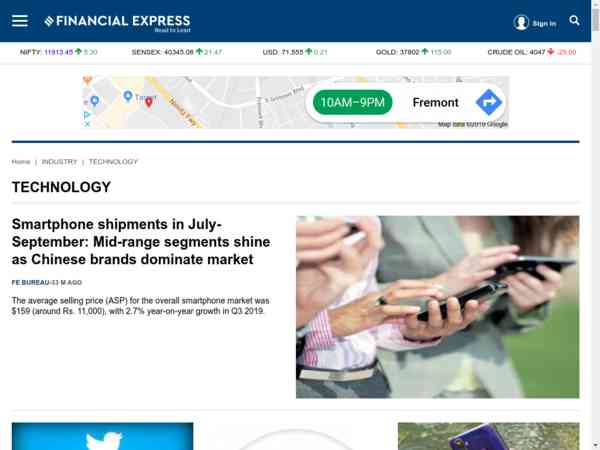 FINANCIAL EXPRESS
Read to Lead
Sign In
NIFTY: 11913.45 5.30 SENSEX: 40345.08 21.47 USD: 71.555 0.21 GOLD: 37802 115.00 CRUDE OIL: 4047 -25.00
Target
10AM–9PM
Fremont
Map data ©2019 Google
Home | INDUSTRY | TECHNOLOGY
TECHNOLOGY
Smartphone shipments in July-
September: Mid-range segments shine
as Chinese brands dominate market
FE BUREAU-33 M AGO
The average selling price (ASP) for the overall smartphone market was
$159 (around Rs. 11,000), with 2.7% year-on-year growth in Q3 2019.